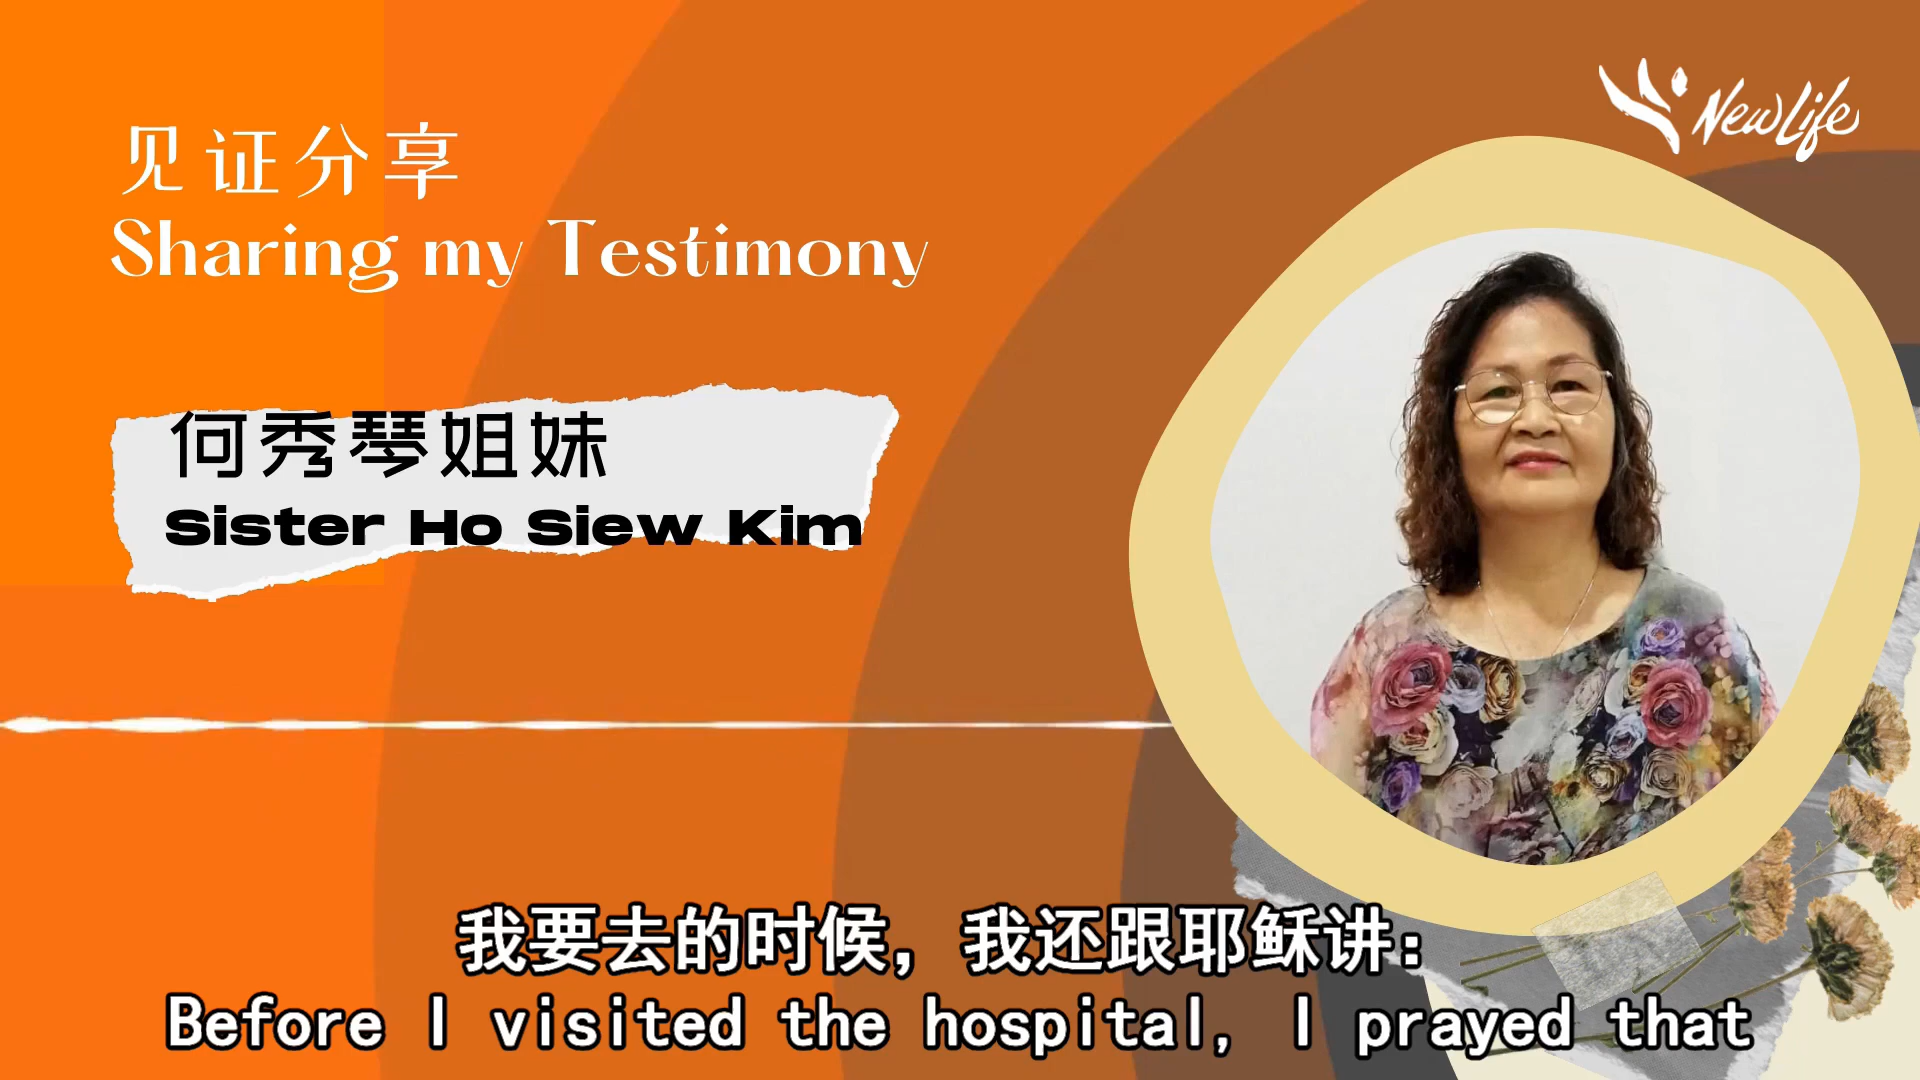 NewLife
见证分享
Sharing my Testimony
何秀琴姐妹
Sister Ho Siew Kim
我要去的时候，我还跟耶稣讲：
Before I visited the hospital, I prayed that